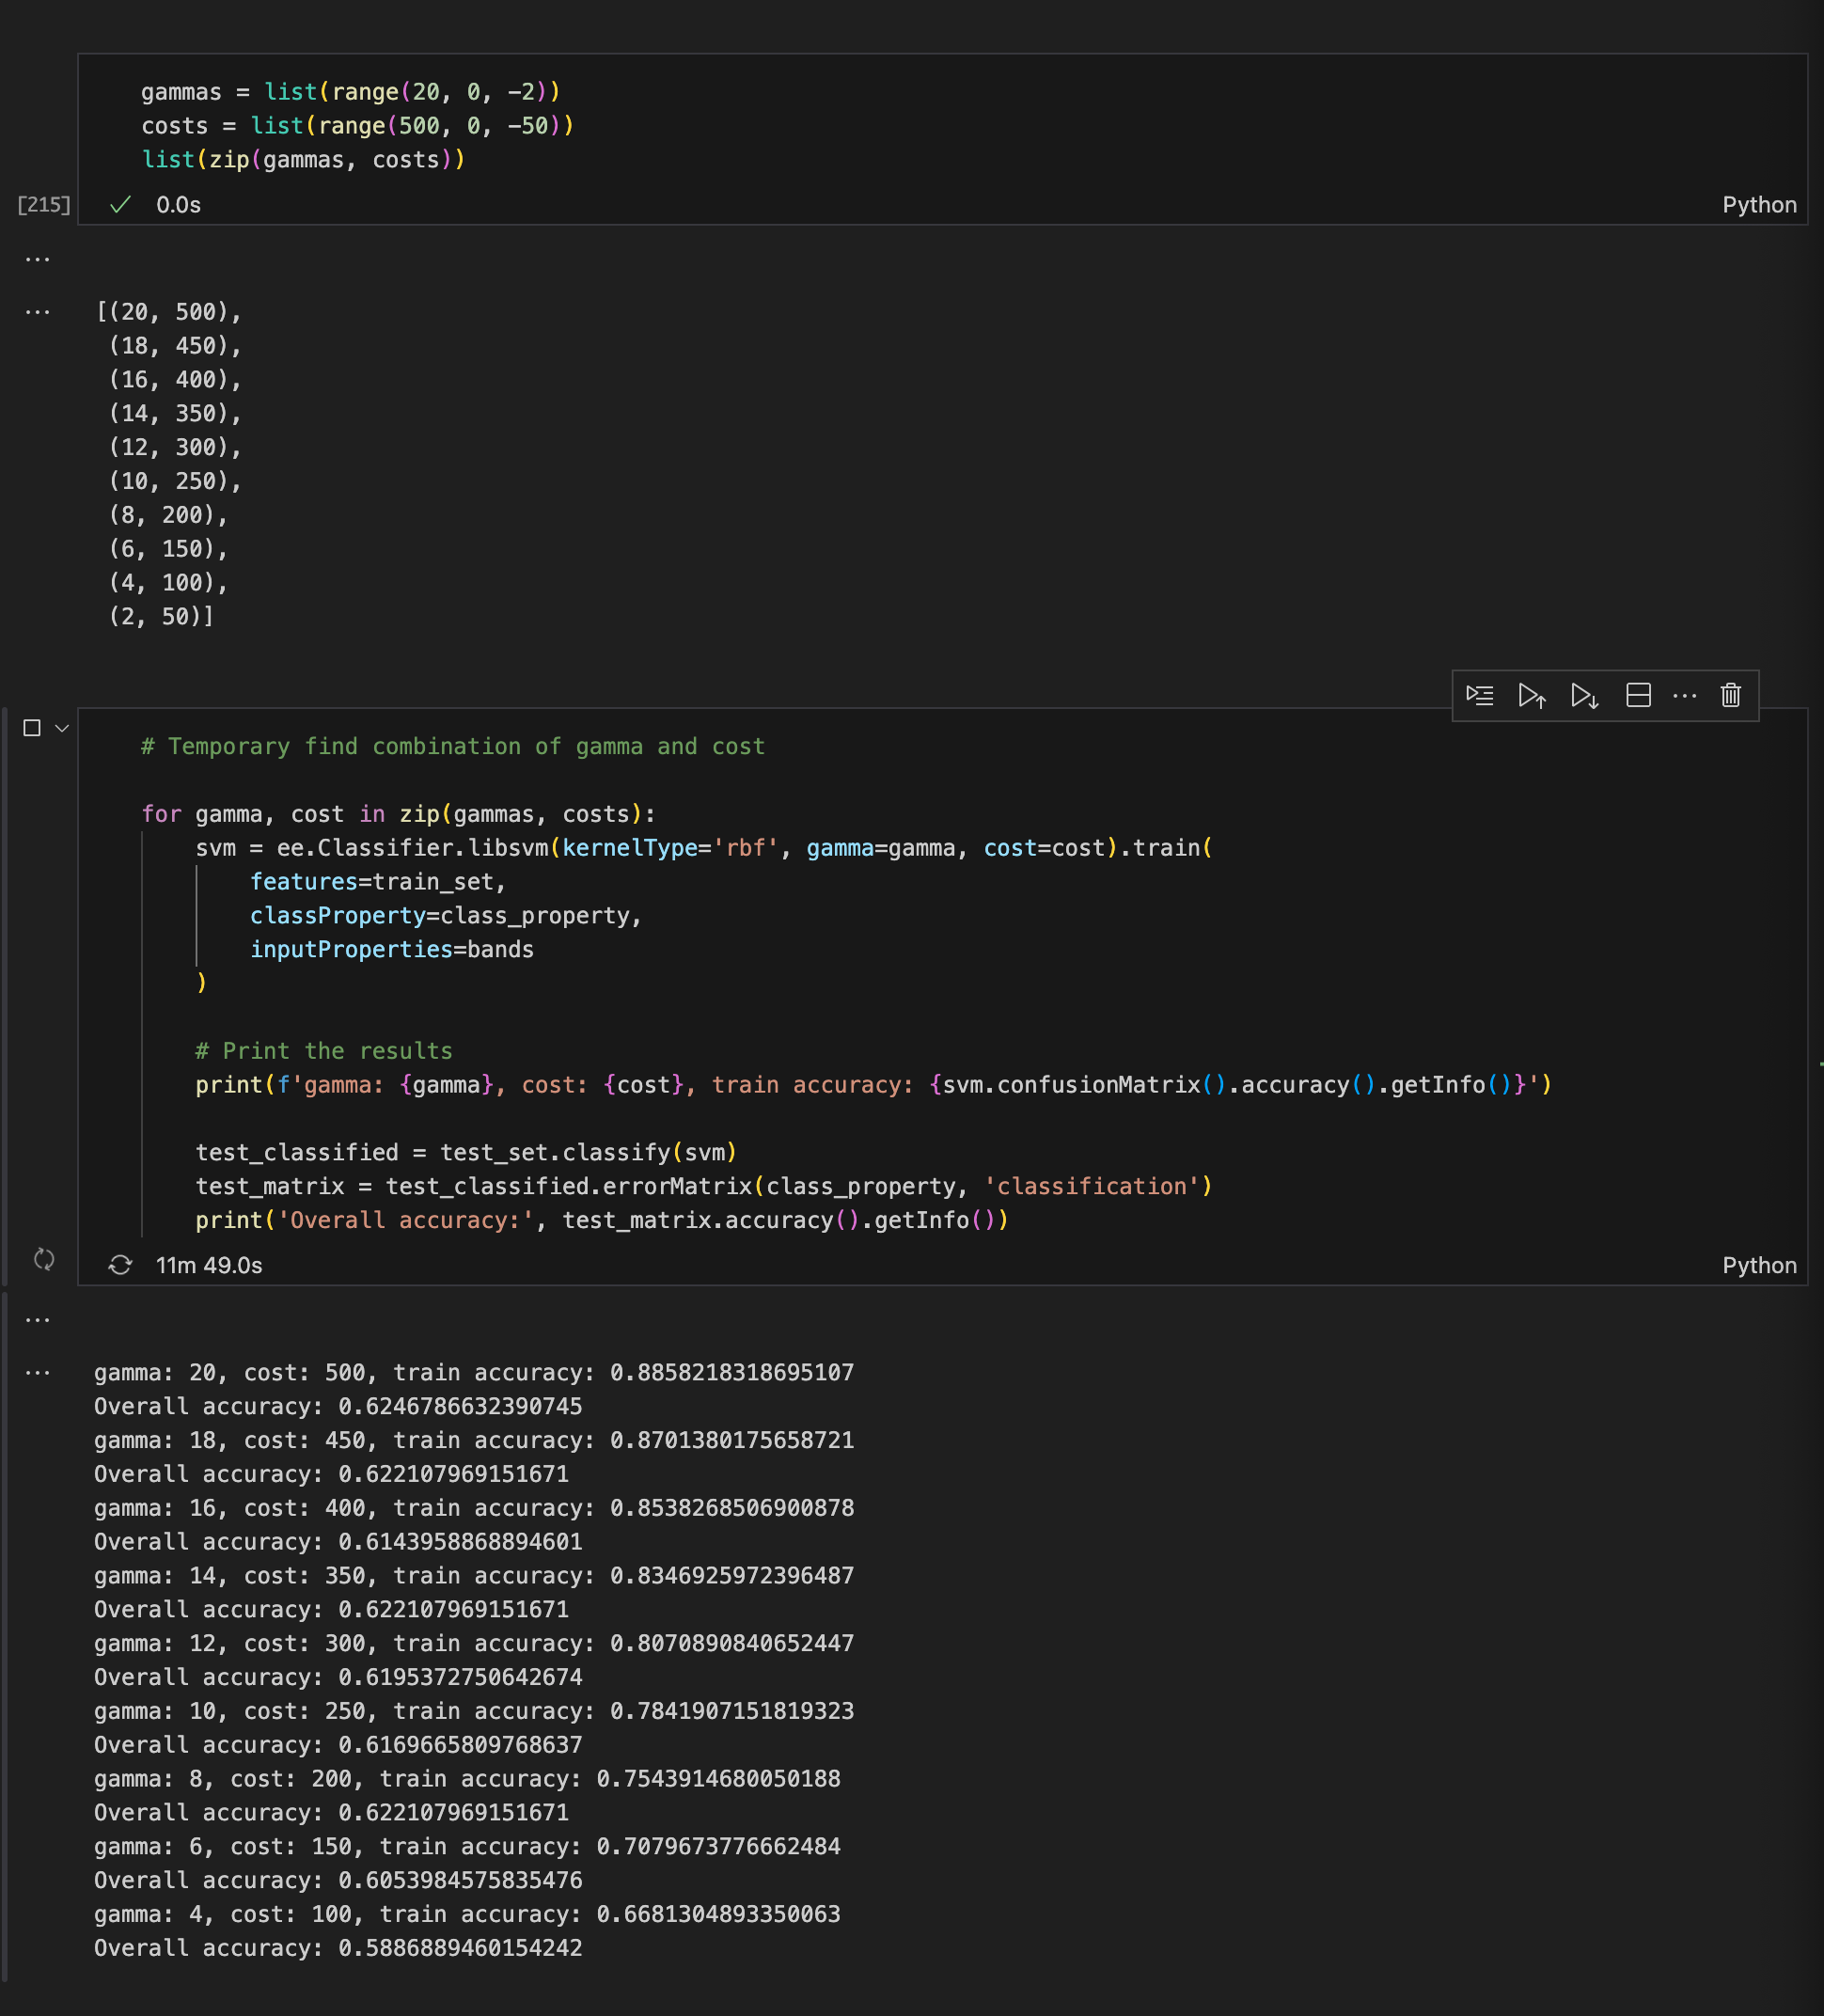 gammas = list(range(20, 0, -2))
costs = list(range(500, 0, -50))
list(zip(gammas, costs))
[215]
0.0s
Python
...
... [(20, 500),
(18, 450),
(16, 400),
(14, 350),
(12, 300),
(10, 250),
(8, 200),
(6, 150),
(4, 100),
(2, 50)]
# Temporary find combination of gamma and cost
for gamma, cost in zip(gammas, costs):
svm = ee.Classifier.libsvm(kernelType='rbf', gamma=gamma, cost=cost).train(
features=train_set,
classProperty=class_property,
inputProperties=bands
)
# Print the results
print(f'gamma: {gamma}, cost: {cost}, train accuracy: {svm.confusionMatrix().accuracy().getInfo()}')
test_classified = test_set.classify(svm)
test_matrix = test_classified.errorMatrix(class_property, 'classification')
print('Overall accuracy:', test_matrix.accuracy().getInfo())
11m 49.0s
Python
...
... gamma: 20, cost: 500, train accuracy: 0.8858218318695107
Overall accuracy: 0.6246786632390745
gamma: 18, cost: 450, train accuracy: 0.8701380175658721
Overall accuracy: 0.622107969151671
gamma: 16, cost: 400, train accuracy: 0.8538268506900878
Overall accuracy: 0.6143958868894601
gamma: 14, cost: 350, train accuracy: 0.8346925972396487
Overall accuracy: 0.622107969151671
gamma: 12, cost: 300, train accuracy: 0.8070890840652447
Overall accuracy: 0.6195372750642674
gamma: 10, cost: 250, train accuracy: 0.7841907151819323
Overall accuracy: 0.6169665809768637
gamma: 8, cost: 200, train accuracy: 0.7543914680050188
Overall accuracy: 0.622107969151671
gamma: 6, cost: 150, train accuracy: 0.7079673776662484
Overall accuracy: 0.6053984575835476
gamma: 4, cost: 100, train accuracy: 0.6681304893350063
Overall accuracy: 0.5886889460154242